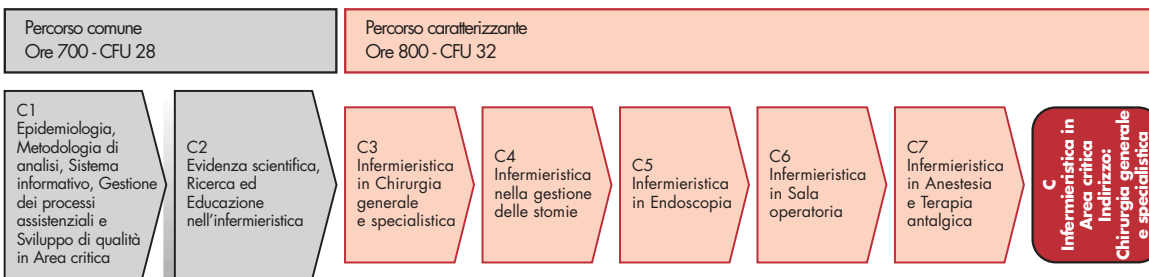 Percorso comune
Ore 700 - CFU 28
Percorso caratterizzante
Ore 800 - CFU 32
C1
Epidemiologia,
Metodologia di
analisi, Sistema
informativo, Gestione
dei processi
assistenziali e
Sviluppo di qualità
in Area critica
C2
Evidenza scientifica,
Ricerca ed
Educazione
nell'infermieristica
C3
Infermieristica
in Chirurgia
generale
e specialistica
C4
Infermieristica
nella gestione
delle stomie
C5
Infermieristica
in Endoscopia
C6
Infermieristica
in Sala
operatoria
C7
Infermieristica
in Anestesia
e Terapia
antalgica
C
Infermieristica in
Area critica
Indirizzo:
Chirurgia generale
e specialistica